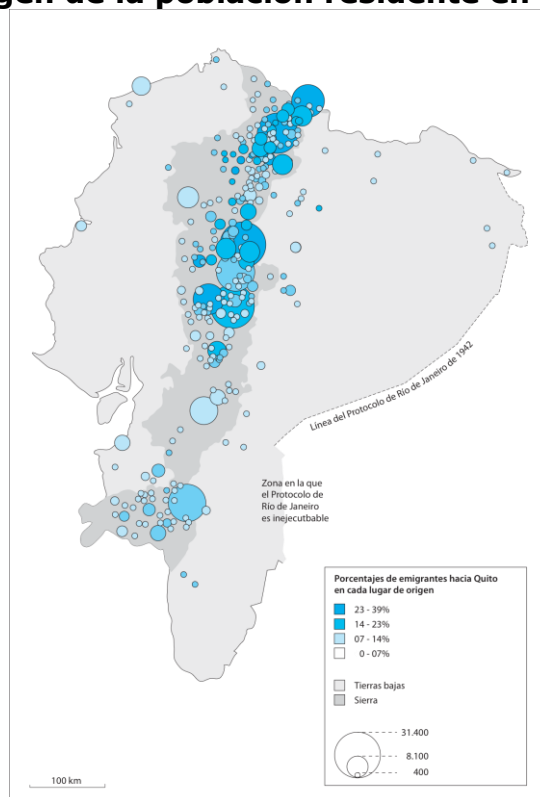 gen de la población residente en
Línea del Protocolo de Río de Janeiro de 1942
Zona en la que
el Protocolo de
Río de Janeiro
es inejecutbable
Porcentajes de emigrantes hacia Quito
en cada lugar de origen
23 - 39%
14 - 23%
07 - 14%
0 - 07%
Tierras bajas
Sierra
31.400
8.100
400
100 km